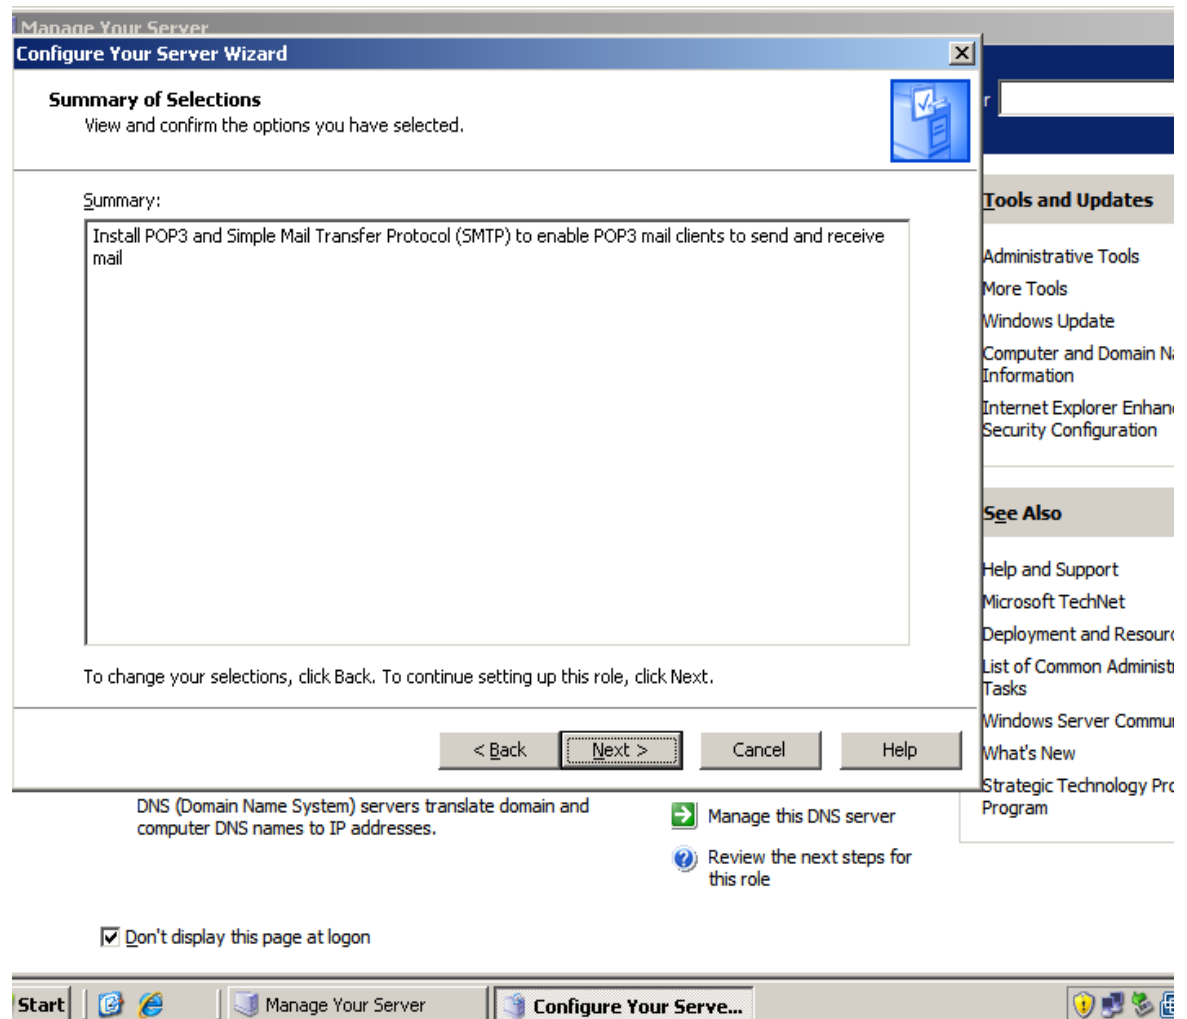 Manage Your Server
Configure Your Server Wizard
Summary of Selections
View and confirm the options you have selected.
Summary:
Install POP3 and Simple Mail Transfer Protocol (SMTP) to enable POP3 mail clients to send and receive
mail
To change your selections, click Back. To continue setting up this role, click Next.
< Back
Next >
Cancel
Help
r
Tools and Updates
Administrative Tools
More Tools
Windows Update
Computer and Domain Na
Information
Internet Explorer Enhan
Security Configuration
See Also
Help and Support
Microsoft TechNet
Deployment and Resour
List of Common Administ
Tasks
Windows Server Commu
What's New
Strategic Technology Pro
Program
DNS (Domain Name System) servers translate domain and
computer DNS names to IP addresses.
Manage this DNS server
Review the next steps for
this role
Don't display this page at logon
Start
Manage Your Server
Configure Your Serve...